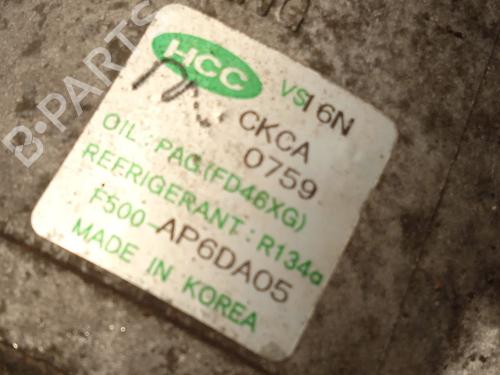 HCC VS16N
CKCA
0759
OIL : PAG(FD46XG)
REFRIGERANT : R134a
F500-AP6DA05
MADE IN KOREA
B-PARTS